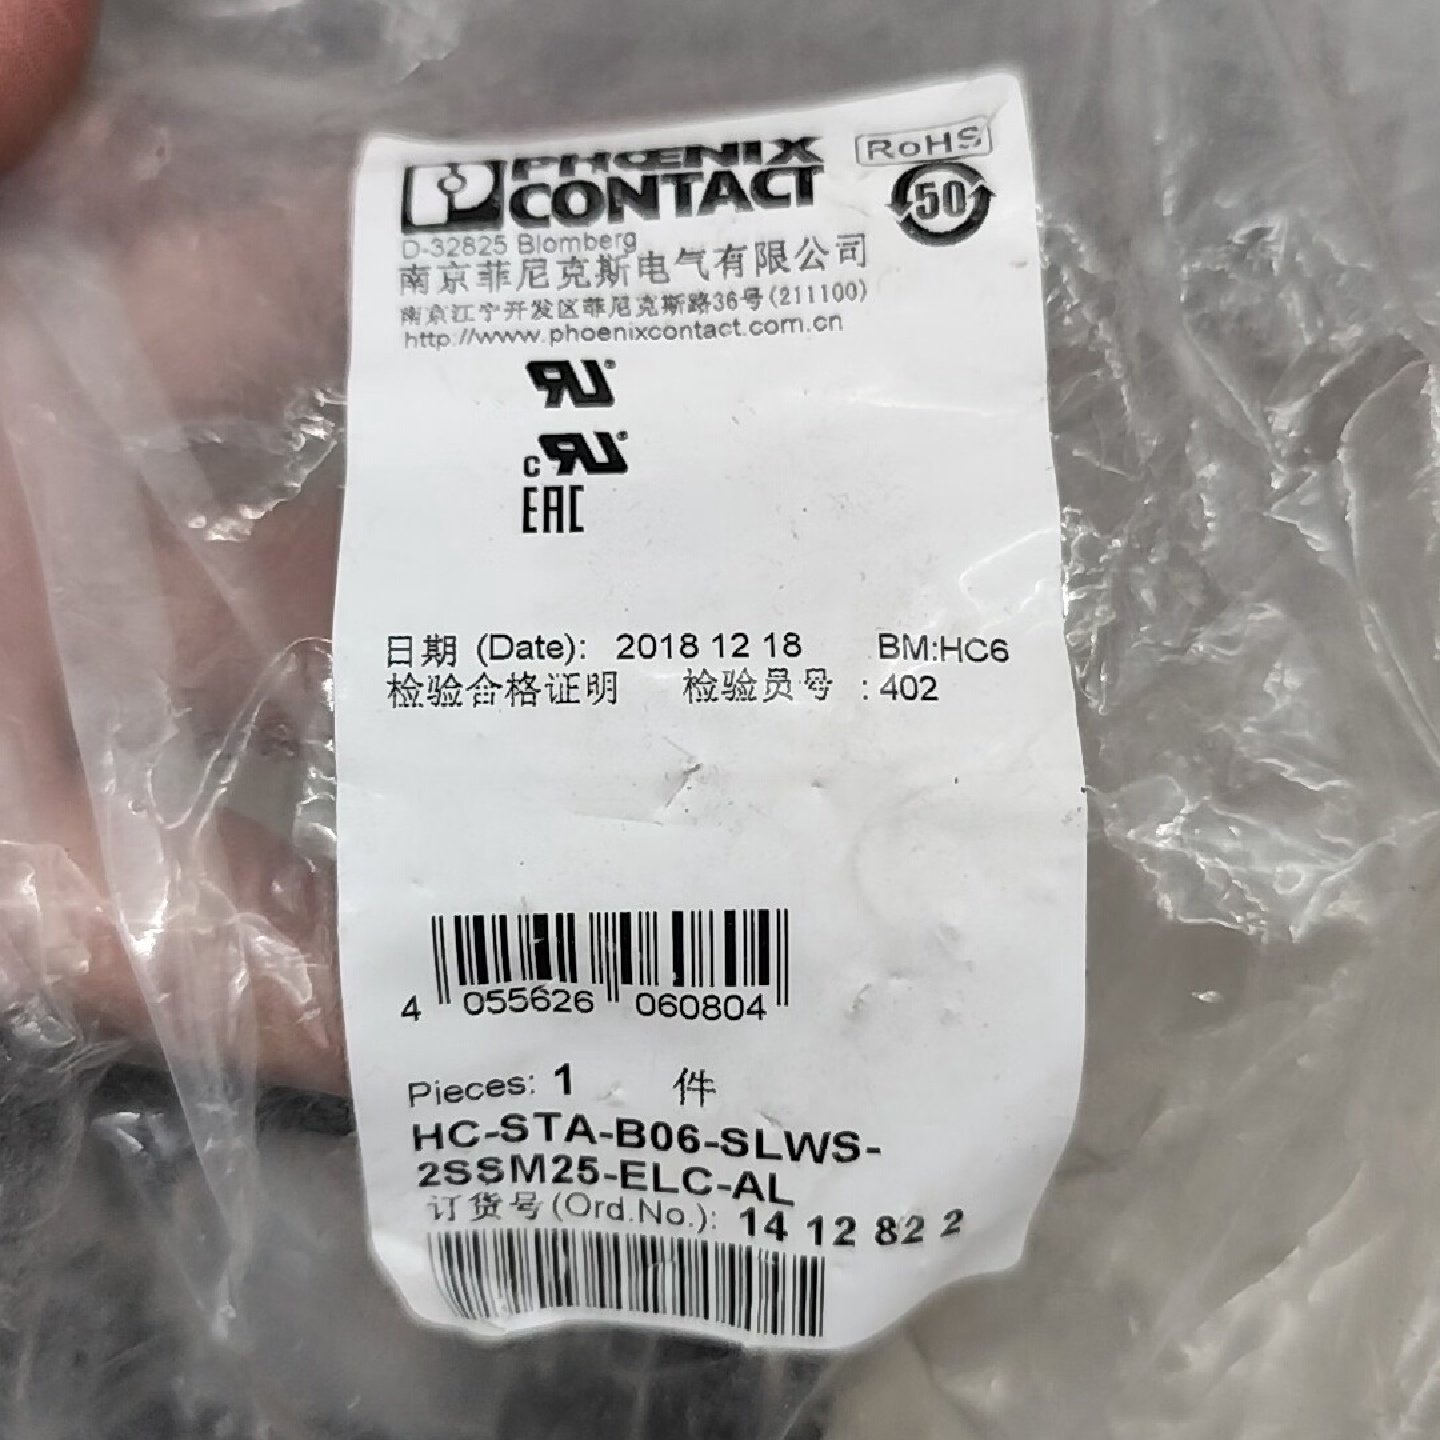 PHŒNIX
CONTACT
RoHS
50
D-32825 Blomberg
南京菲尼克斯电气有限公司
南京江宁开发区菲尼克斯路36号(211100)
http://www.phoenixcontact.com.cn
RU
c RU
EAC
日期 (Date): 2018 12 18 BM:HC6
检验合格证明 检验员号 : 402
4 055626 060804
Pieces: 1 件
HC-STA-B06-SLWS-
2SSM25-ELC-AL
订货号(Ord.No.): 14 12 82 2